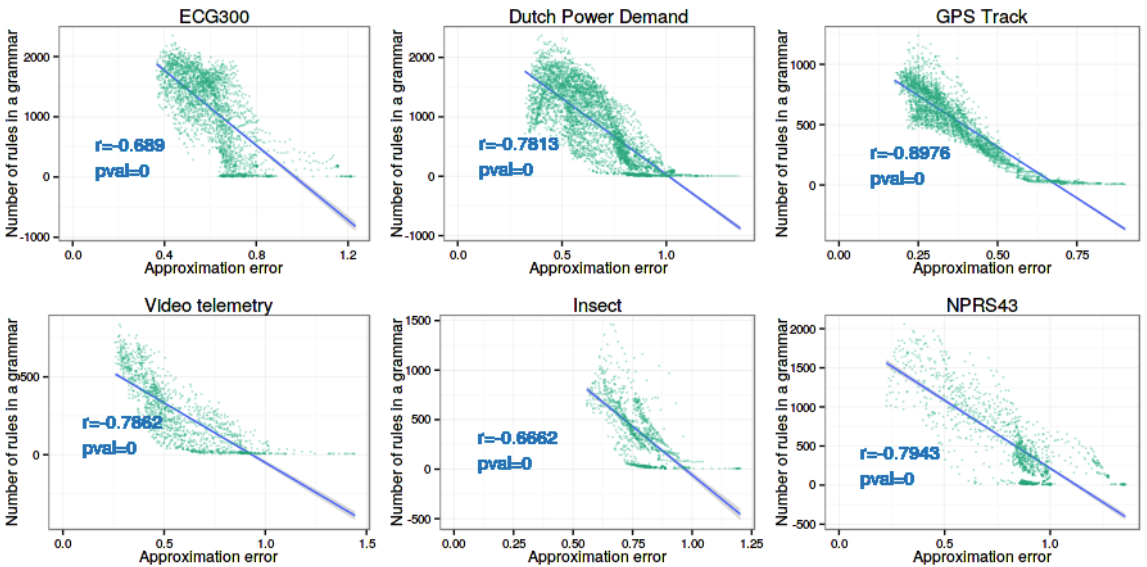 ECG300
Number of rules in a grammar
2000
1000
0
-1000
r=-0.689
pval=0
0.0 0.4 0.8 1.2
Approximation error
Dutch Power Demand
Number of rules in a grammar
2000
1000
0
-1000
r=-0.7813
pval=0
0.0 0.5 1.0
Approximation error
GPS Track
Number of rules in a grammar
1000
500
0
r=-0.8976
pval=0
0.00 0.25 0.50 0.75
Approximation error
Video telemetry
Number of rules in a grammar
500
0
r=-0.7862
pval=0
0.0 0.5 1.0 1.5
Approximation error
Insect
Number of rules in a grammar
1500
1000
500
0
-500
r=-0.6662
pval=0
0.00 0.25 0.50 0.75 1.00 1.25
Approximation error
NPRS43
Number of rules in a grammar
2000
1500
1000
500
0
-500
r=-0.7943
pval=0
0.0 0.5 1.0
Approximation error